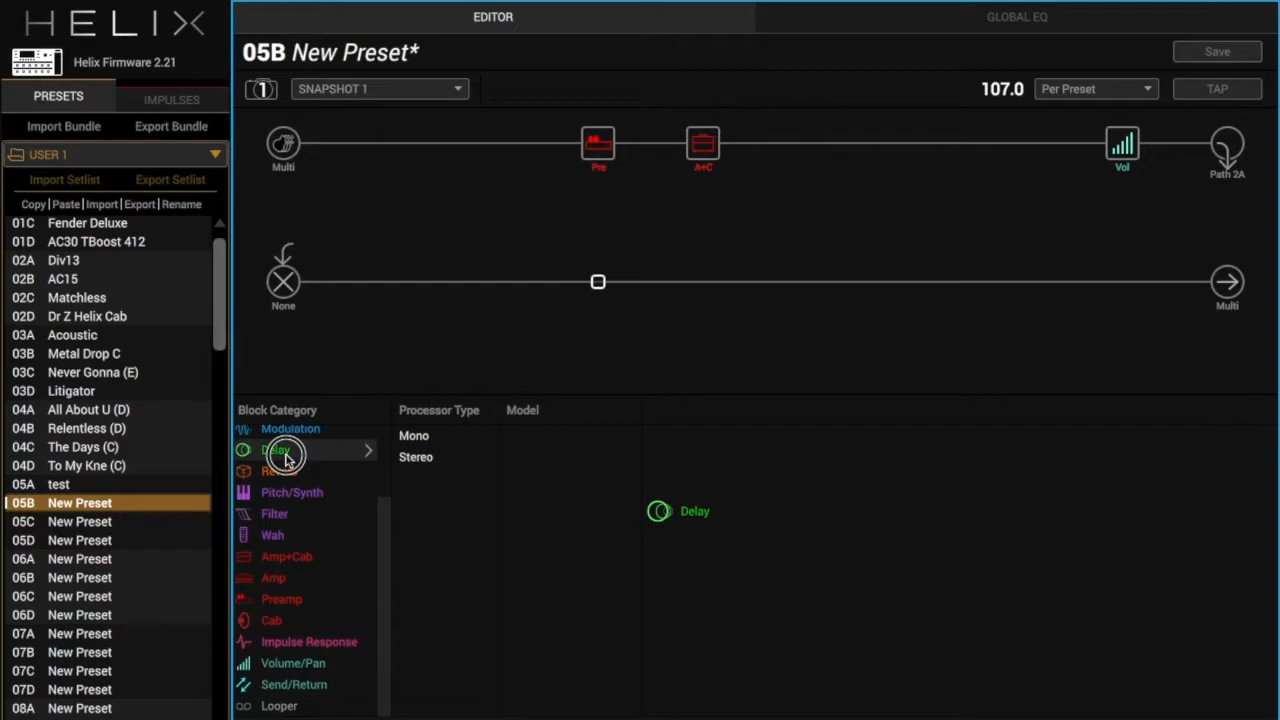 HELIX
Helix Firmware 2.21
PRESETS
IMPULSES
Import Bundle
Export Bundle
USER 1
Import Setlist
Export Setlist
Copy|Paste|Import|Export|Rename
01C Fender Deluxe
01D AC30 TBoost 412
02A Div13
02B AC15
02C Matchless
02D Dr Z Helix Cab
03A Acoustic
03B Metal Drop C
03C Never Gonna (E)
03D Litigator
04A All About U (D)
04B Relentless (D)
04C The Days (C)
04D To My Kne (C)
05A test
05B New Preset
05C New Preset
05D New Preset
06A New Preset
06B New Preset
06C New Preset
06D New Preset
07A New Preset
07B New Preset
07C New Preset
07D New Preset
08A New Preset
EDITOR
GLOBAL EQ
05B New Preset*
Save
1
SNAPSHOT 1
107.0
Per Preset
TAP
Multi
Pre
A+C
Vol
Path 2A
None
Multi
Block Category
Modulation
Delay
Pitch/Synth
Filter
Wah
Amp+Cab
Amp
Preamp
Cab
Impulse Response
Volume/Pan
Send/Return
Looper
Processor Type
Mono
Stereo
Model
Delay